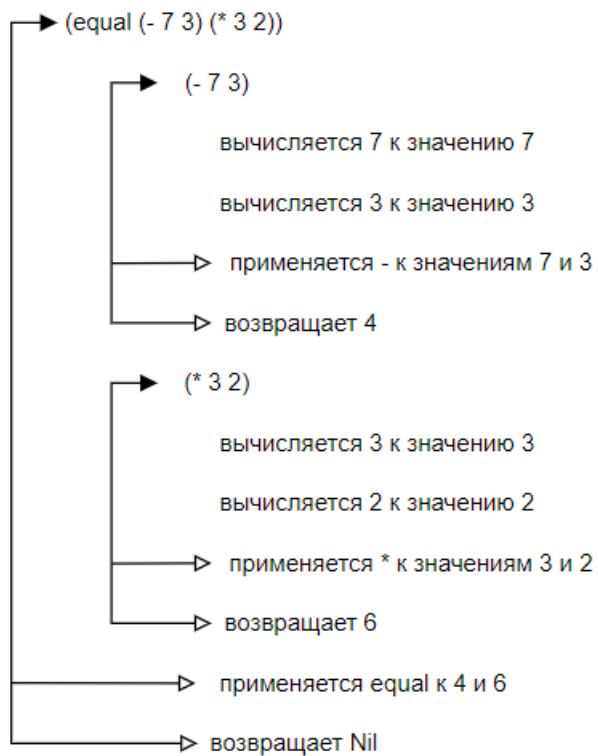 (equal (- 7 3) (* 3 2))
(- 7 3)
вычисляется 7 к значению 7
вычисляется 3 к значению 3
применяется - к значениям 7 и 3
возвращает 4
(* 3 2)
вычисляется 3 к значению 3
вычисляется 2 к значению 2
применяется * к значениям 3 и 2
возвращает 6
применяется equal к 4 и 6
возвращает Nil